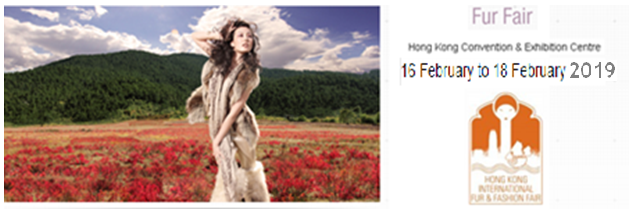 Fur Fair
Hong Kong Convention & Exhibition Centre
16 February to 18 February 2019
HONG KONG
INTERNATIONAL
FUR & FASHION FAIR